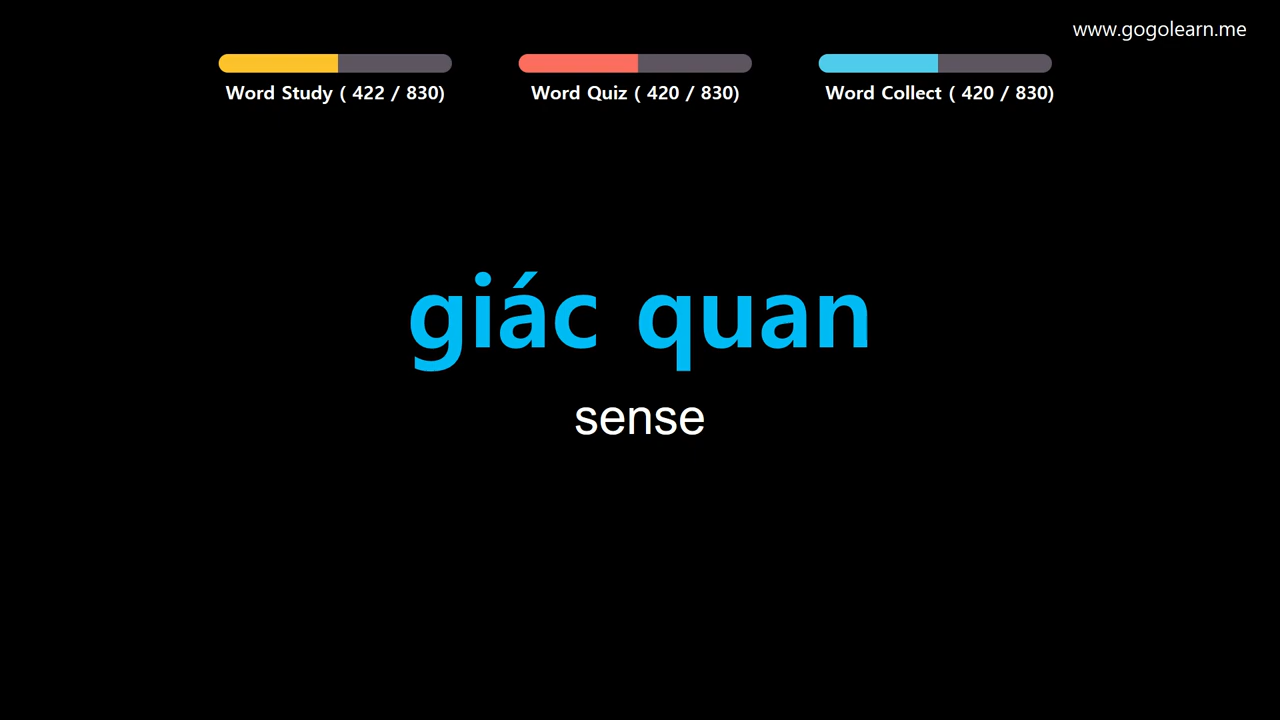 www.gogolearn.me
Word Study ( 422 / 830)
Word Quiz ( 420 / 830)
Word Collect ( 420 / 830)
giác quan
sense